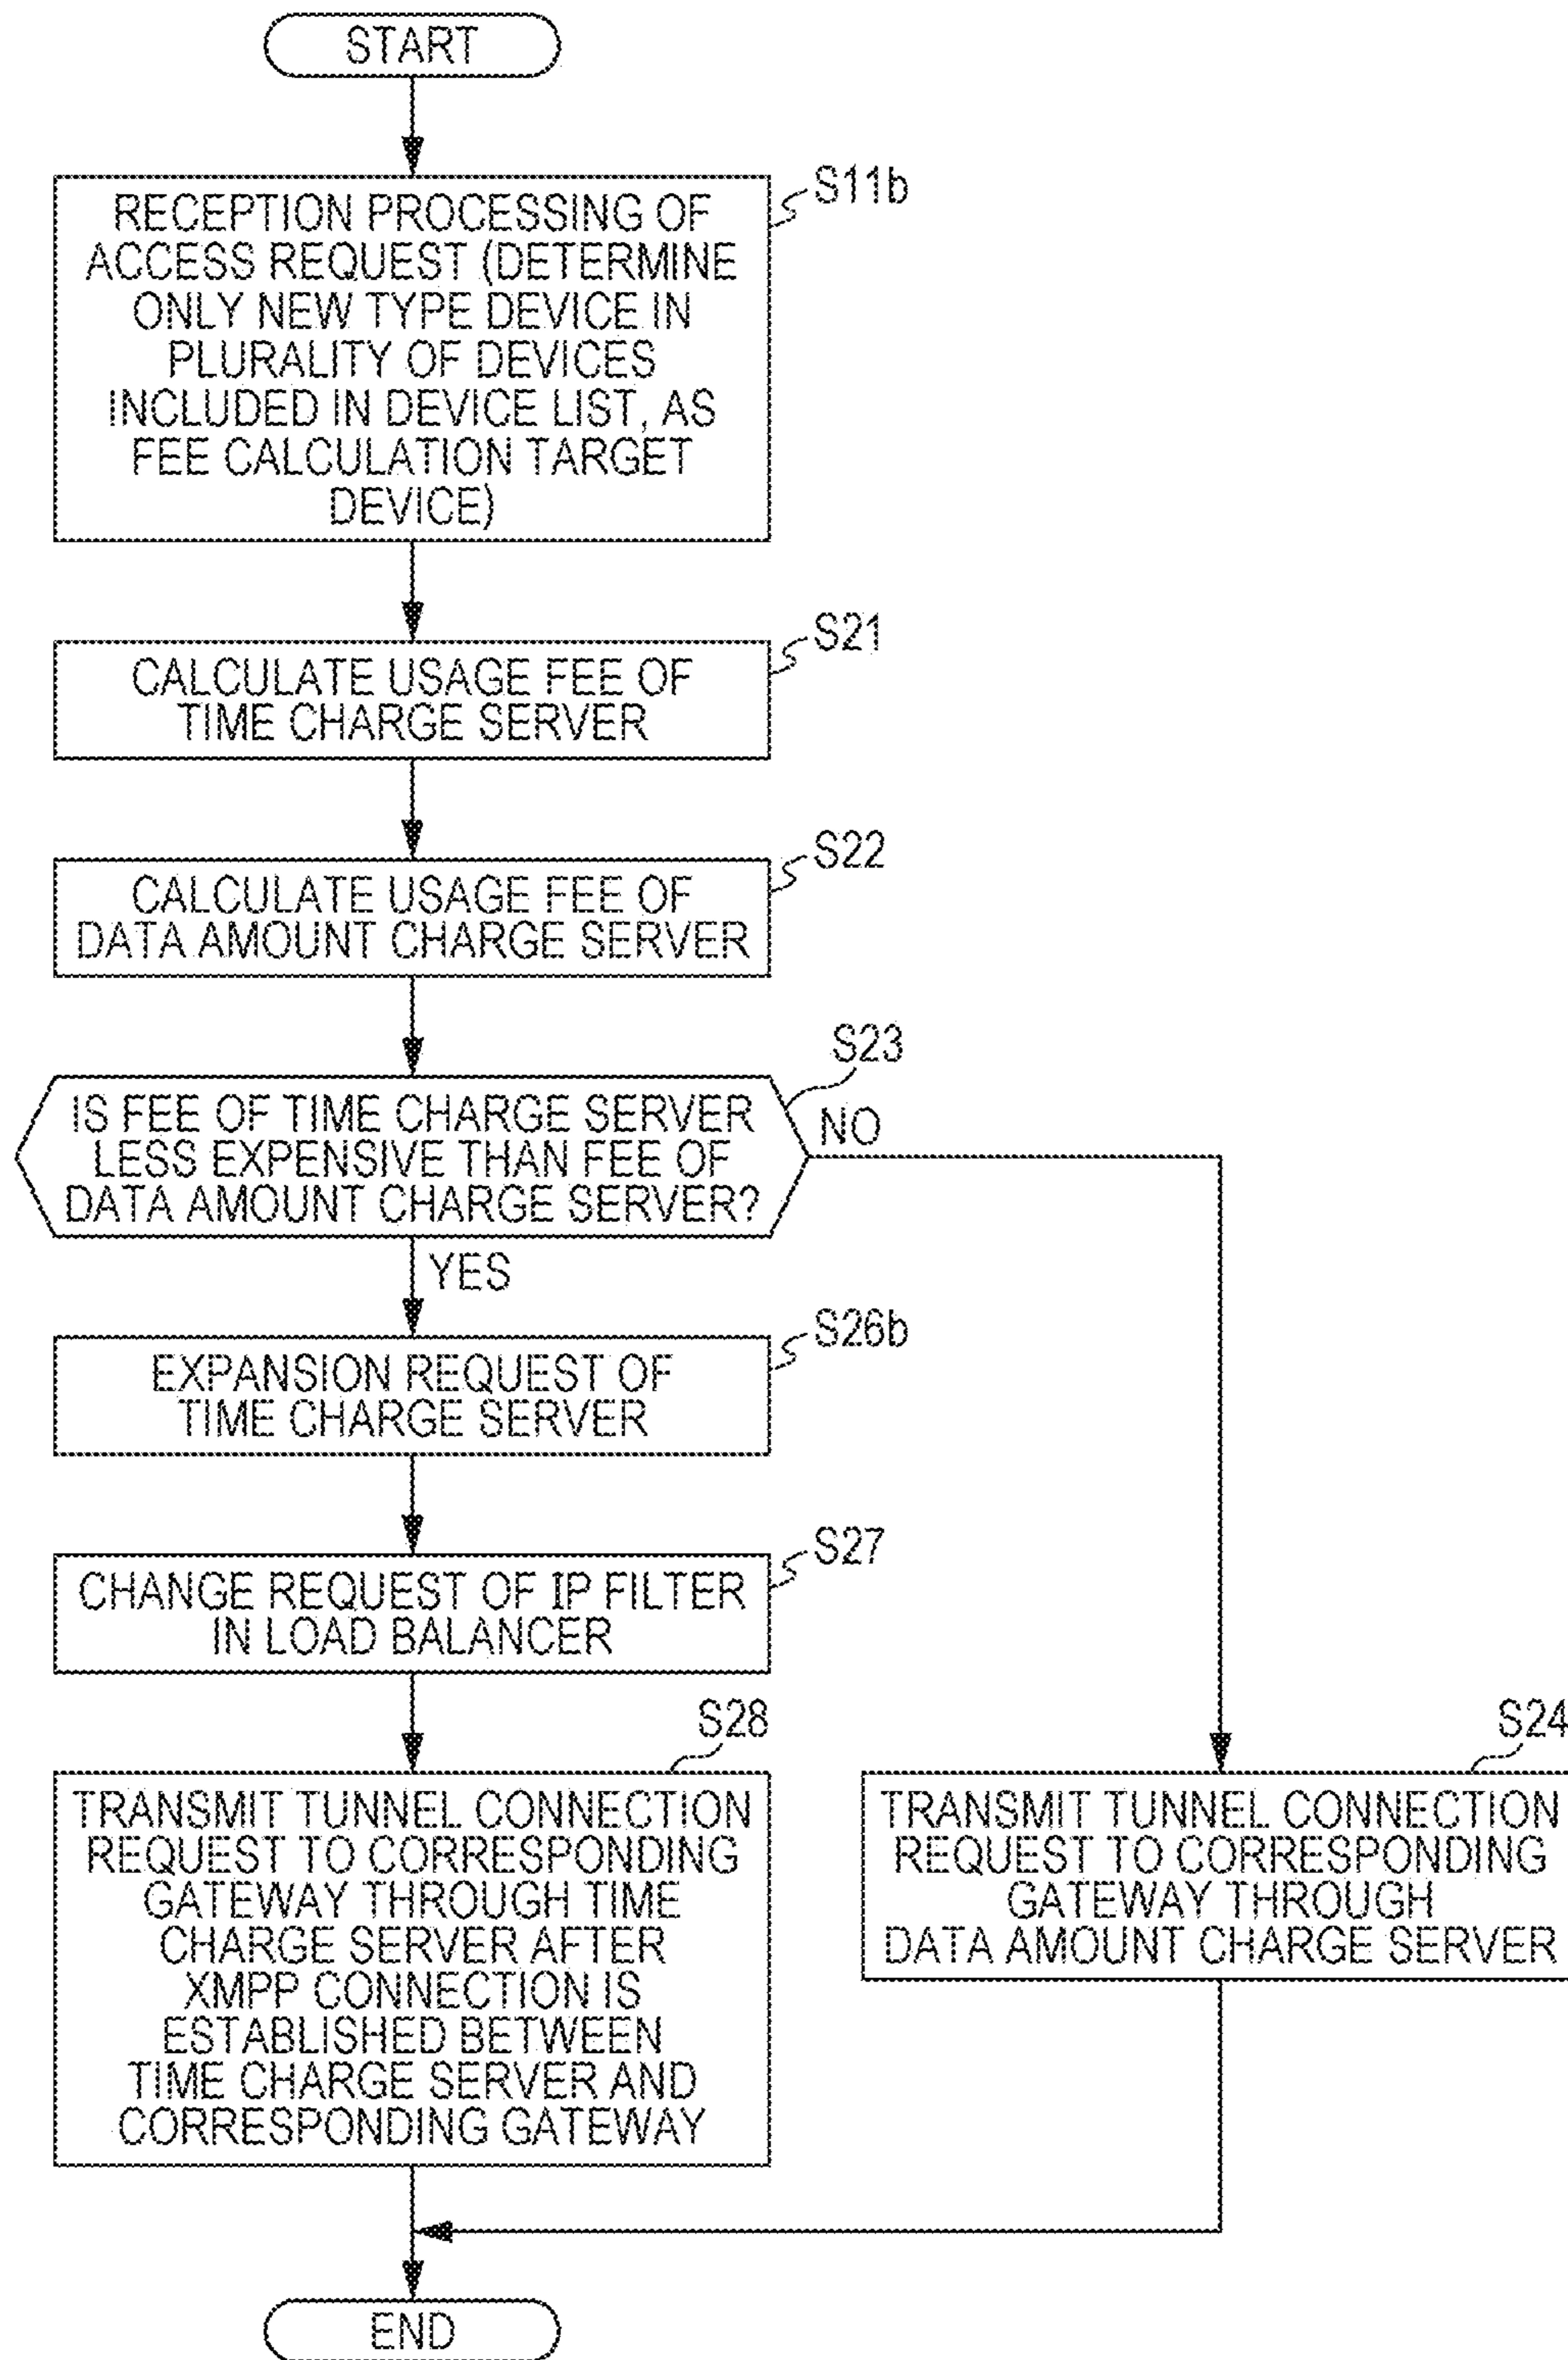 START
S11b
RECEPTION PROCESSING OF
ACCESS REQUEST (DETERMINE
ONLY NEW TYPE DEVICE IN
PLURALITY OF DEVICES
INCLUDED IN DEVICE LIST, AS
FEE CALCULATION TARGET
DEVICE)
S21
CALCULATE USAGE FEE OF
TIME CHARGE SERVER
S22
CALCULATE USAGE FEE OF
DATA AMOUNT CHARGE SERVER
S23
IS FEE OF TIME CHARGE SERVER
LESS EXPENSIVE THAN FEE OF
DATA AMOUNT CHARGE SERVER?
NO
YES
S26b
EXPANSION REQUEST OF
TIME CHARGE SERVER
S27
CHANGE REQUEST OF IP FILTER
IN LOAD BALANCER
S28
TRANSMIT TUNNEL CONNECTION
REQUEST TO CORRESPONDING
GATEWAY THROUGH TIME
CHARGE SERVER AFTER
XMPP CONNECTION IS
ESTABLISHED BETWEEN
TIME CHARGE SERVER AND
CORRESPONDING GATEWAY
S24
TRANSMIT TUNNEL CONNECTION
REQUEST TO CORRESPONDING
GATEWAY THROUGH
DATA AMOUNT CHARGE SERVER
END